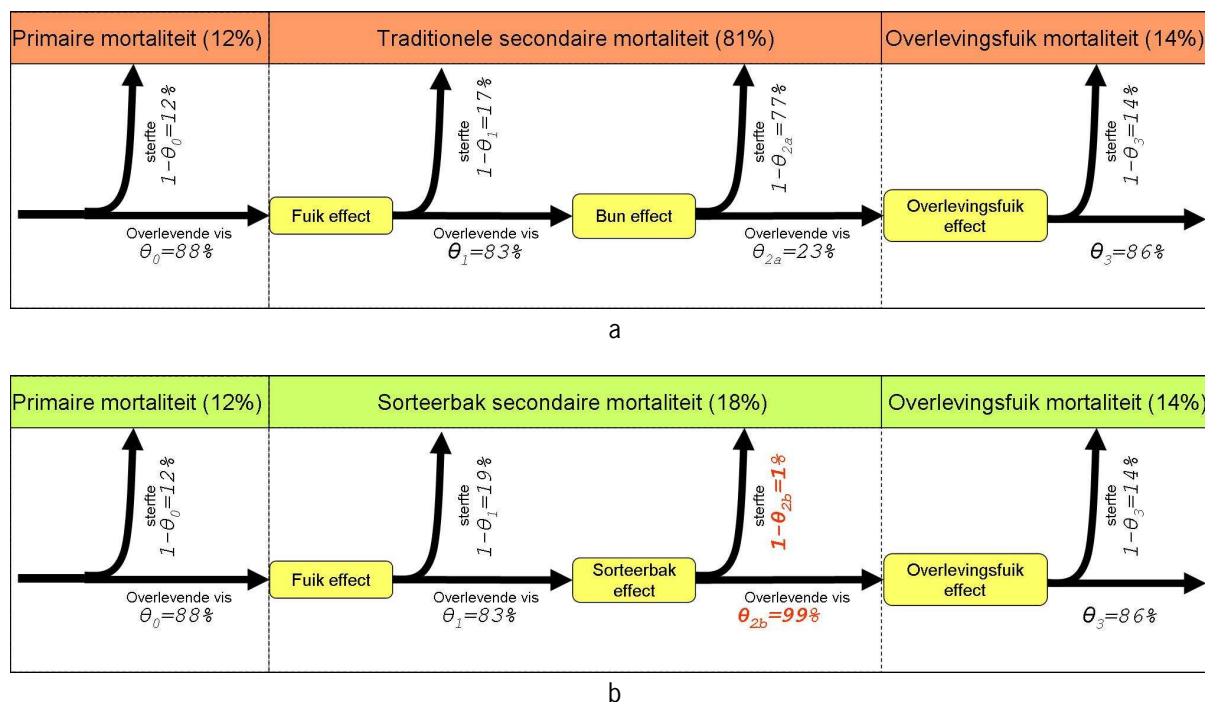 Primaire mortaliteit (12%)
Traditionele secondaire mortaliteit (81%)
Overlevingsfuik mortaliteit (14%)
sterfte
1-θ0=12%
sterfte
1-θ1=17%
sterfte
1-θ2a=77%
sterfte
1-θ3=14%
Fuik effect
Bun effect
Overlevingsfuik
effect
Overlevende vis
θ0=88%
Overlevende vis
θ1=83%
Overlevende vis
θ2a=23%
θ3=86%
a
Primaire mortaliteit (12%)
Sorteerbak secondaire mortaliteit (18%)
Overlevingsfuik mortaliteit (14%)
sterfte
1-θ0=12%
sterfte
1-θ1=19%
sterfte
1-θ2b=1%
sterfte
1-θ3=14%
Fuik effect
Sorteerbak
effect
Overlevingsfuik
effect
Overlevende vis
θ0=88%
Overlevende vis
θ1=83%
Overlevende vis
θ2b=99%
θ3=86%
b